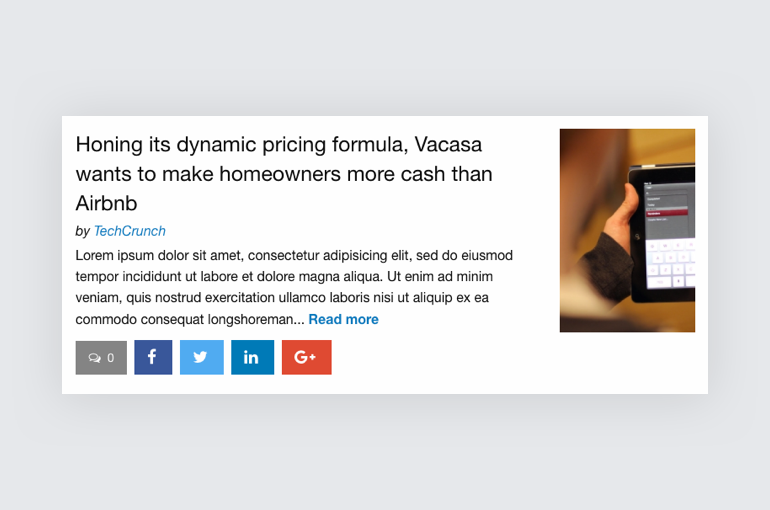 Honing its dynamic pricing formula, Vacasa
wants to make homeowners more cash than
Airbnb
by TechCrunch
Lorem ipsum dolor sit amet, consectetur adipisicing elit, sed do eiusmod
tempor incididunt ut labore et dolore magna aliqua. Ut enim ad minim
veniam, quis nostrud exercitation ullamco laboris nisi ut aliquip ex ea
commodo consequat longshoreman... Read more
0
f
in
G+